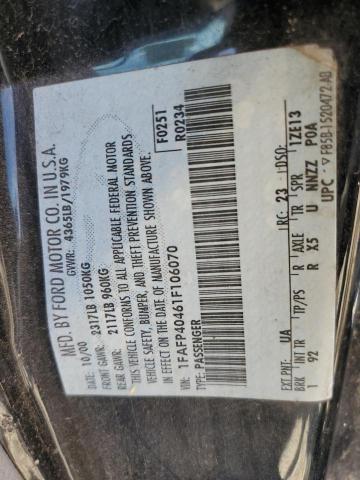 MFD. BY FORD MOTOR CO. IN U.S.A.
GVWR: 4365LB/1979KG
10/00
FRONT GAWR: 2317LB 1050KG
REAR GAWR: 2117LB 960KG
THIS VEHICLE CONFORMS TO ALL APPLICABLE FEDERAL MOTOR
VEHICLE SAFETY, BUMPER, AND THEFT PREVENTION STANDARDS
IN EFFECT ON THE DATE OF MANUFACTURE SHOWN ABOVE.
F0251
R0234
VIN: 1FAFP40461F106070
TYPE: PASSENGER
EXT PNT: UA RC: 23 DSO:
BRK INT TR TP/PS R AXLE TR SPR 1ZE13
1 92 R X5 U NNZZ POA
UPC
F85B-1520472-AB